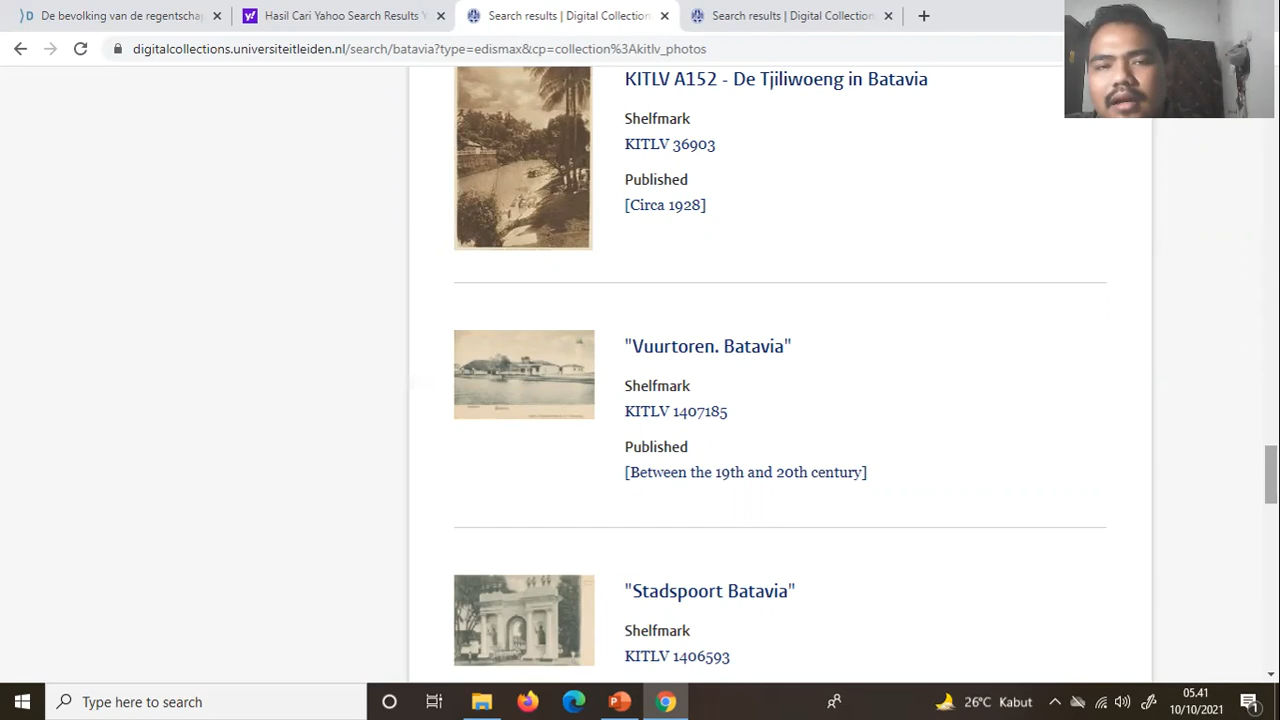 De bevolking van de regentscha
Hasil Cari Yahoo Search Results Y
Search results | Digital Collection
Search results | Digital Collection
digitalcollections.universiteitleiden.nl/search/batavia?type=edismax&cp=collection%3Akitlv_photos
KITLV A152 - De Tjiliwoeng in Batavia
Shelfmark
KITLV 36903
Published
[Circa 1928]
"Vuurtoren. Batavia"
Shelfmark
KITLV 1407185
Published
[Between the 19th and 20th century]
"Stadspoort Batavia"
Shelfmark
KITLV 1406593
Type here to search
26°C Kabut
05.41
10/10/2021
1